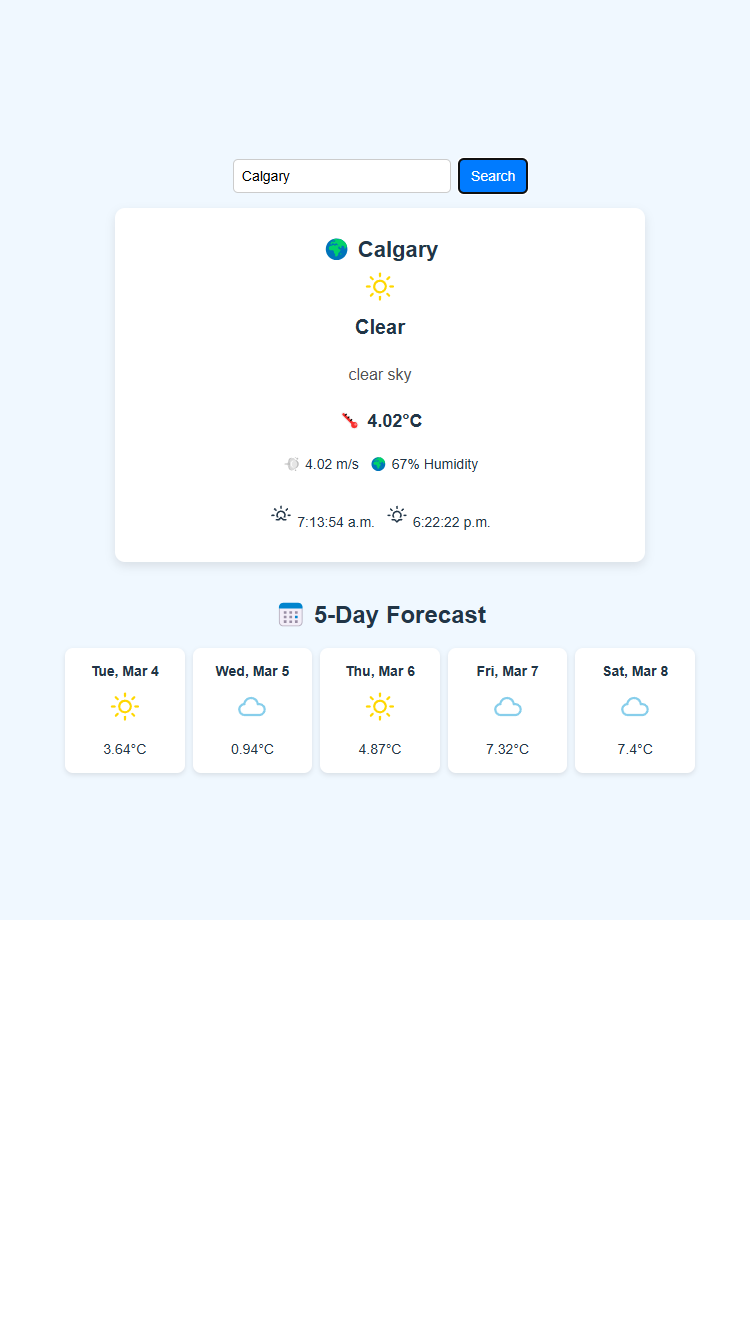 Calgary Search
Calgary
Clear
clear sky
4.02°C
4.02 m/s 67% Humidity
7:13:54 a.m. 6:22:22 p.m.
5-Day Forecast
Tue, Mar 4 Wed, Mar 5 Thu, Mar 6 Fri, Mar 7 Sat, Mar 8
3.64°C 0.94°C 4.87°C 7.32°C 7.4°C